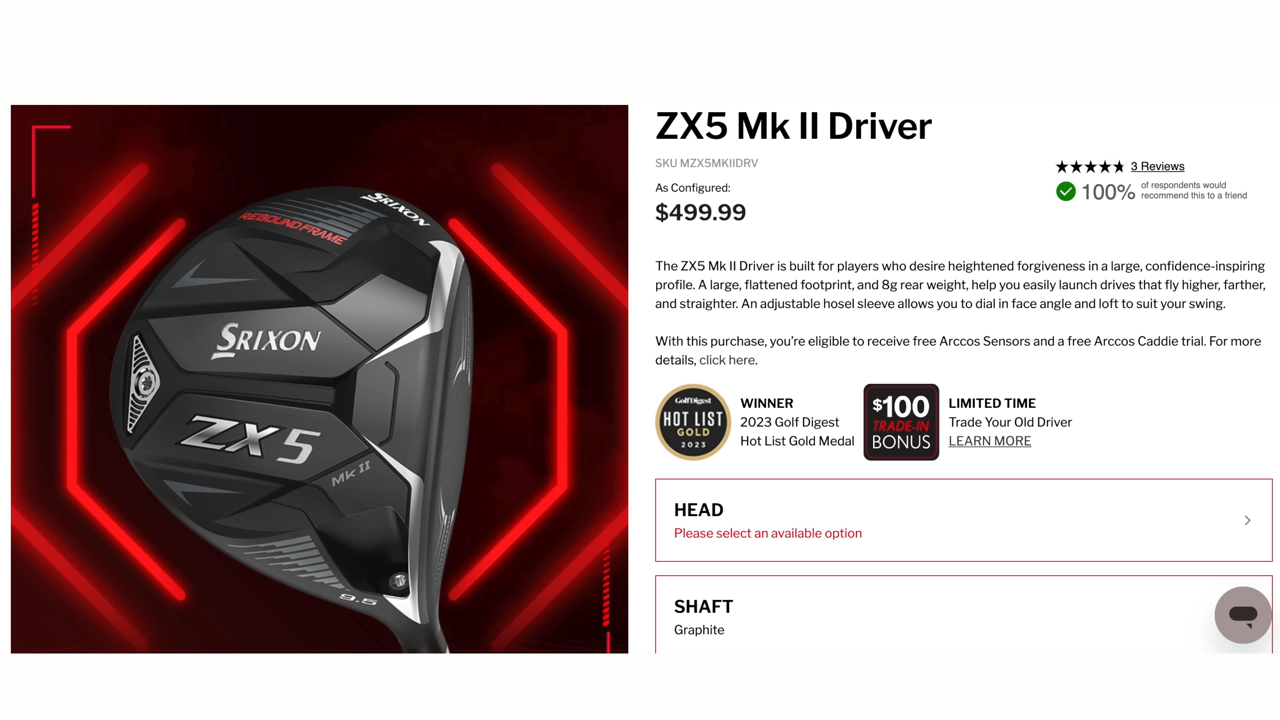 SRIXON
REBOUND FRAME
SRIXON
ZX5
Mk II
9.5
ZX5 Mk II Driver
SKU MZX5MKIIDRV
3 Reviews
As Configured:
100%
of respondents would
recommend this to a friend
$499.99
The ZX5 Mk II Driver is built for players who desire heightened forgiveness in a large, confidence-inspiring
profile. A large, flattened footprint, and 8g rear weight, help you easily launch drives that fly higher, farther,
and straighter. An adjustable hosel sleeve allows you to dial in face angle and loft to suit your swing.
With this purchase, you're eligible to receive free Arccos Sensors and a free Arccos Caddie trial. For more
details, click here.
GolfDigest
HOT LIST
GOLD
2023
WINNER
2023 Golf Digest
Hot List Gold Medal
$100
TRADE-IN
BONUS
LIMITED TIME
Trade Your Old Driver
LEARN MORE
HEAD
Please select an available option
SHAFT
Graphite